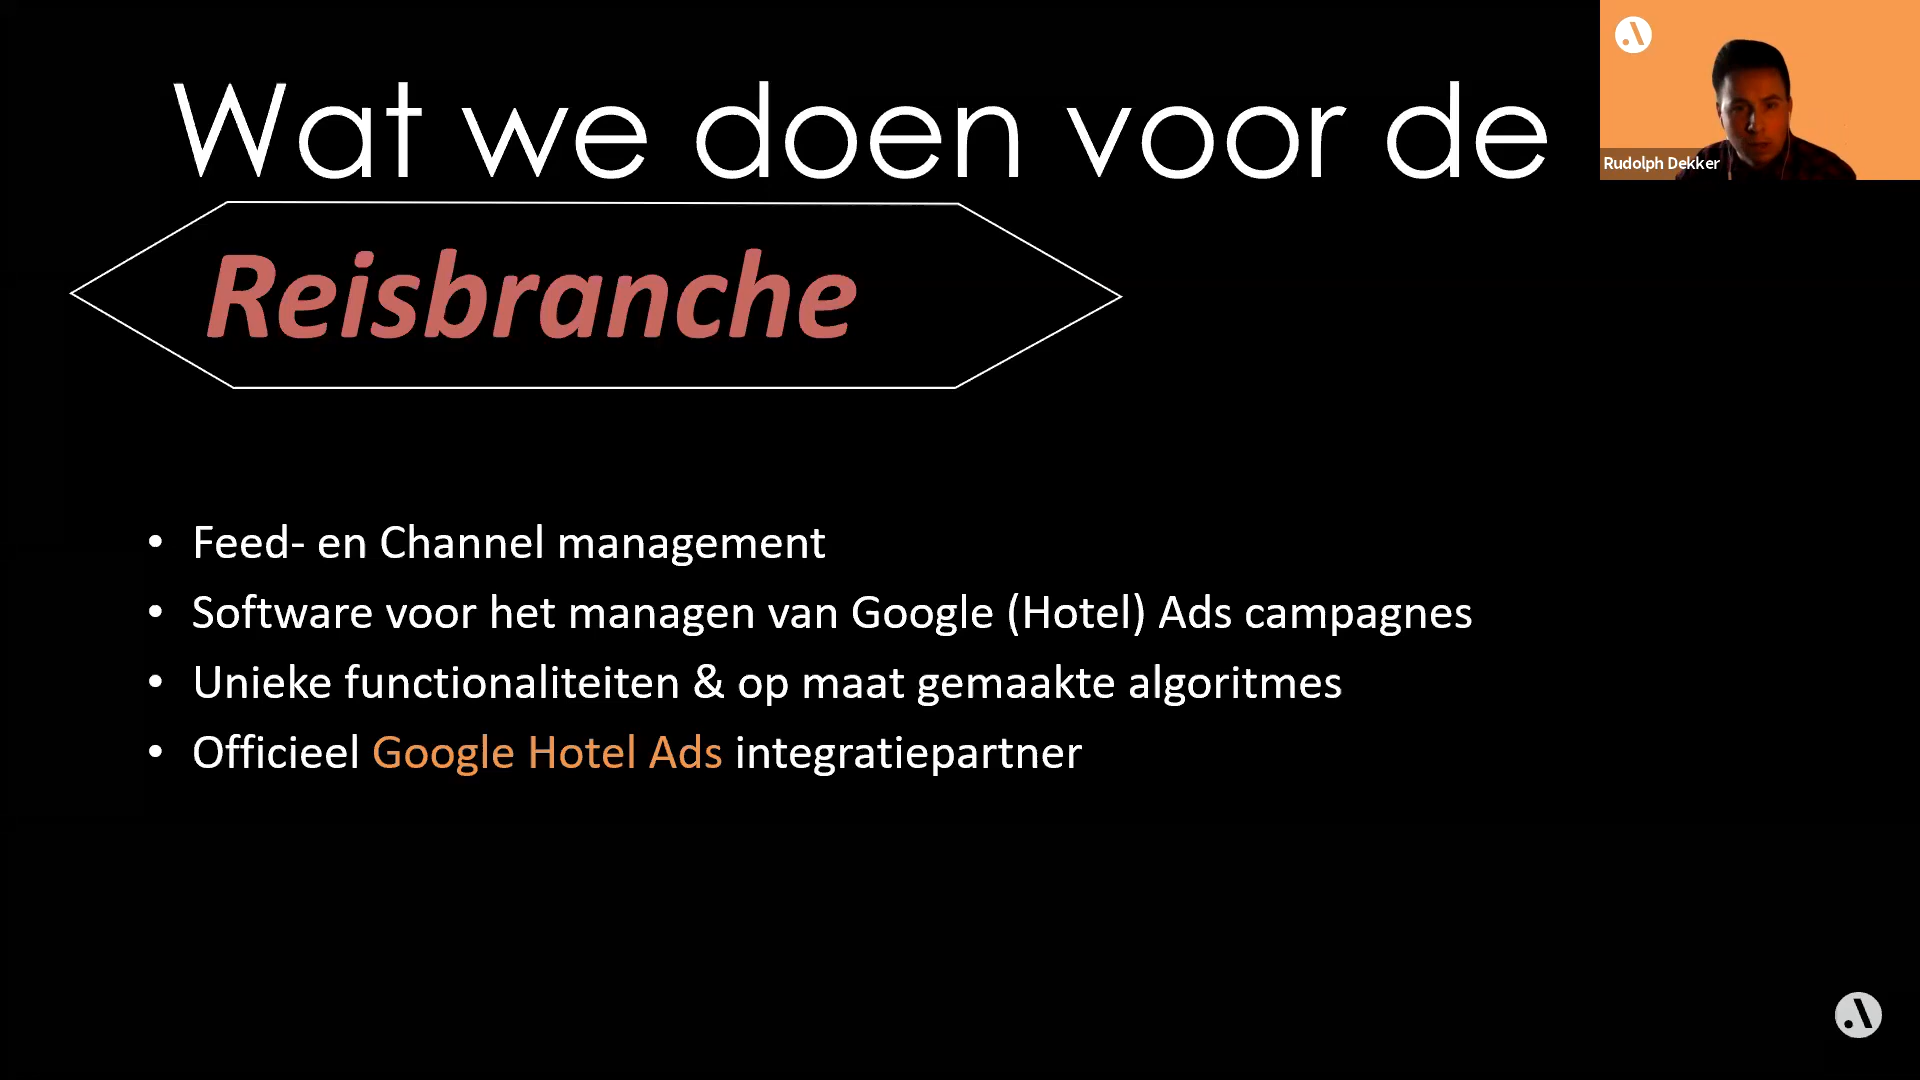 Wat we doen voor de
Reisbranche
Rudolph Dekker
• Feed- en Channel management
• Software voor het managen van Google (Hotel) Ads campagnes
• Unieke functionaliteiten & op maat gemaakte algoritmes
• Officieel Google Hotel Ads integratiepartner